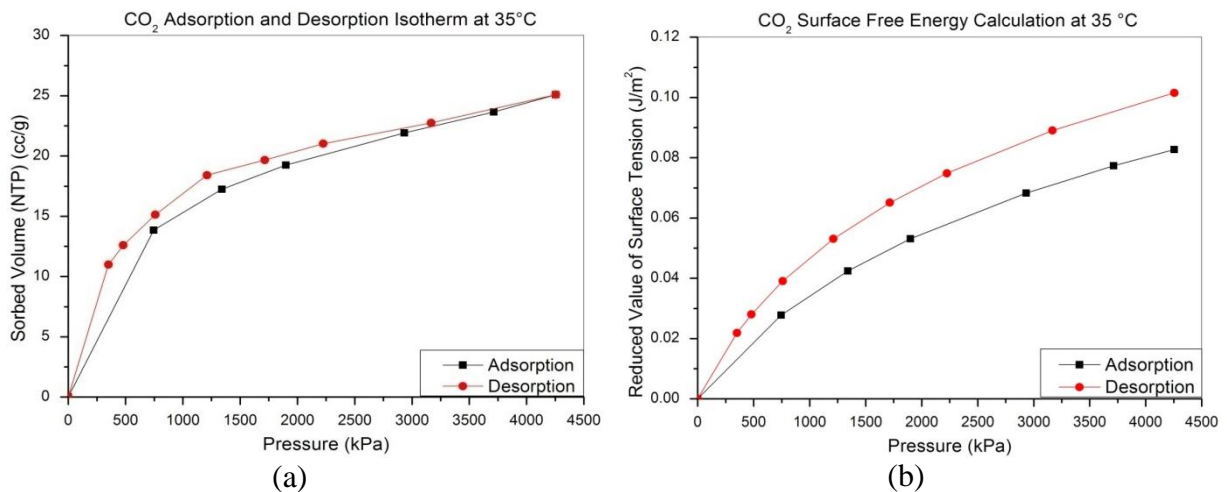 CO₂ Adsorption and Desorption Isotherm at 35°C
30
25
20
15
10
5
0
Sorbed Volume (NTP) (cc/g)
0 500 1000 1500 2000 2500 3000 3500 4000 4500
Pressure (kPa)
Adsorption
Desorption
(a)
CO₂ Surface Free Energy Calculation at 35 °C
0.12
0.10
0.08
0.06
0.04
0.02
0.00
Reduced Value of Surface Tension (J/m²)
0 500 1000 1500 2000 2500 3000 3500 4000 4500
Pressure (kPa)
Adsorption
Desorption
(b)